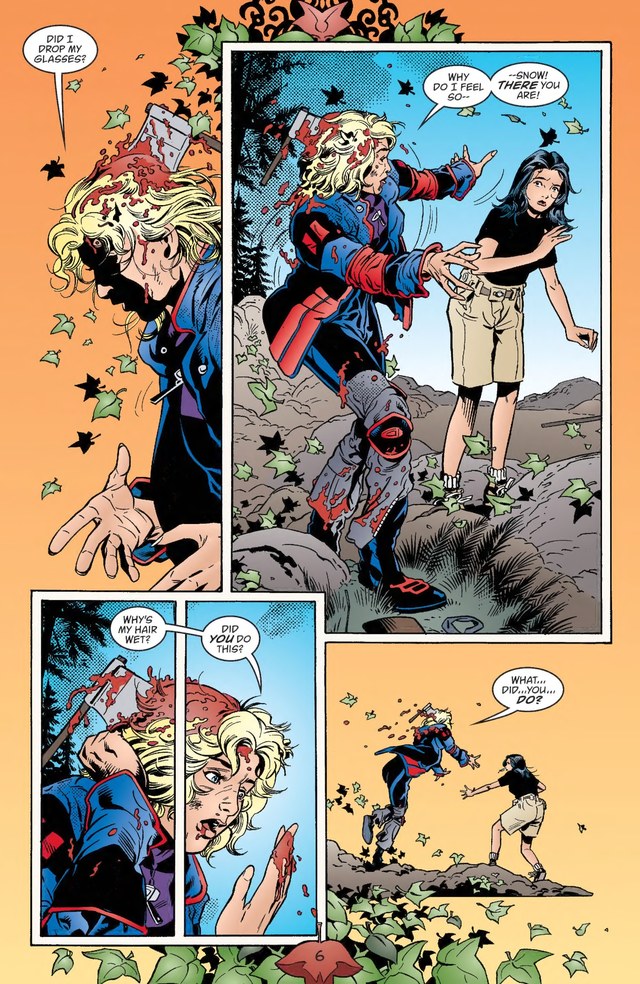 DID I
DROP MY
GLASSES?
WHY
DO I FEEL
SO--
--SNOW!
THERE YOU
ARE!
WHY'S
MY HAIR
WET?
DID
YOU DO
THIS?
WHAT...
DID...YOU...
DO?
6